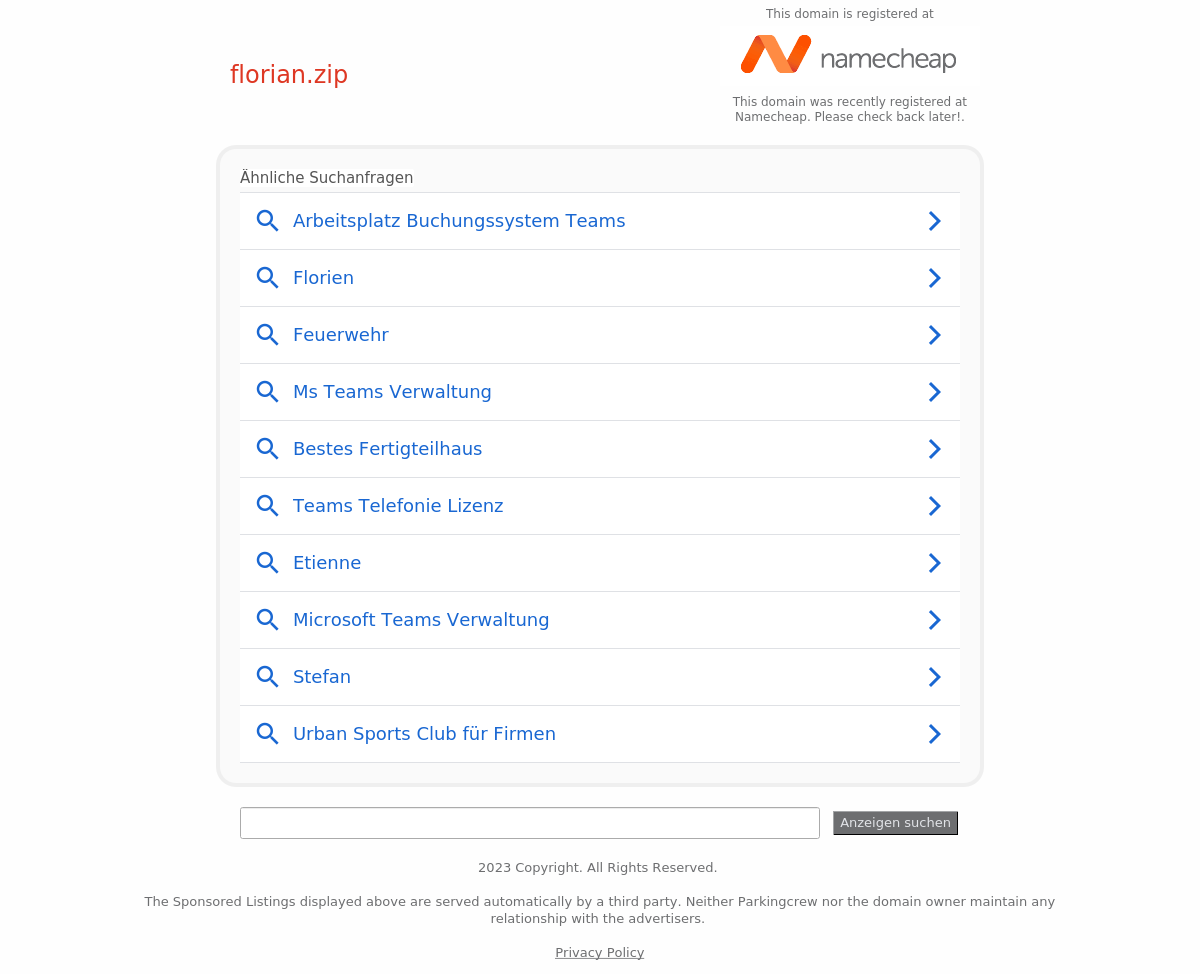 This domain is registered at
namecheap
florian.zip
This domain was recently registered at
Namecheap. Please check back later!.
Ähnliche Suchanfragen
Arbeitsplatz Buchungssystem Teams
Florien
Feuerwehr
Ms Teams Verwaltung
Bestes Fertigteilhaus
Teams Telefonie Lizenz
Etienne
Microsoft Teams Verwaltung
Stefan
Urban Sports Club für Firmen
Anzeigen suchen
2023 Copyright. All Rights Reserved.
The Sponsored Listings displayed above are served automatically by a third party. Neither Parkingcrew nor the domain owner maintain any
relationship with the advertisers.
Privacy Policy